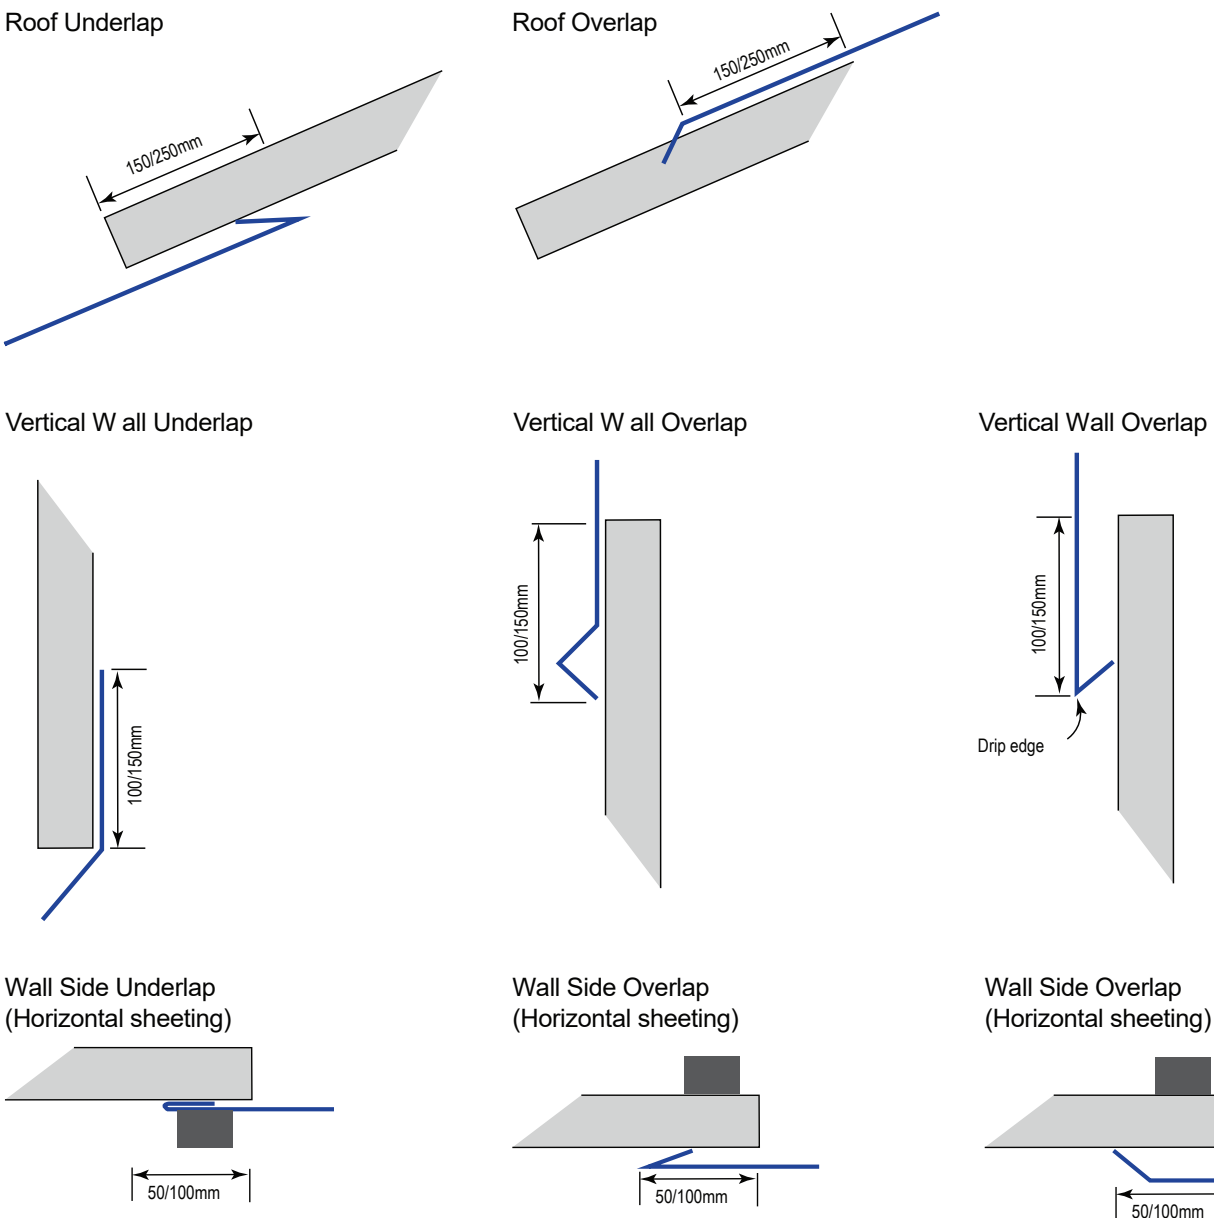 Roof Underlap
Roof Overlap
150/250mm
150/250mm
Vertical W all Underlap
Vertical W all Overlap
Vertical Wall Overlap
100/150mm
100/150mm
100/150mm
Drip edge
Wall Side Underlap
(Horizontal sheeting)
Wall Side Overlap
(Horizontal sheeting)
Wall Side Overlap
(Horizontal sheeting)
50/100mm
50/100mm
50/100mm